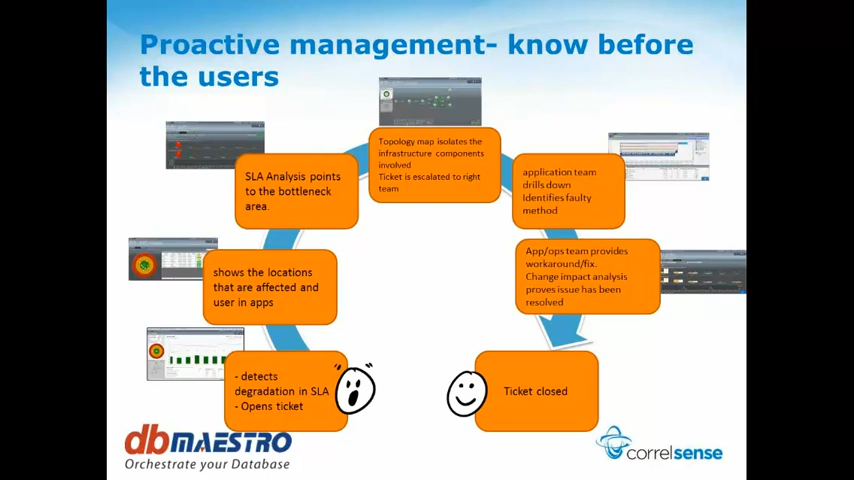 Proactive management- know before
the users
Topology map isolates the
infrastructure components
involved
Ticket is escalated to right
team
SLA Analysis points
to the bottleneck
area.
application team
drills down
Identifies faulty
method
shows the locations
that are affected and
user in apps
App/ops team provides
workaround/fix.
Change impact analysis
proves issue has been
resolved
- detects
degradation in SLA
- Opens ticket
Ticket closed
dbMAESTRO
Orchestrate your Database
correlsense